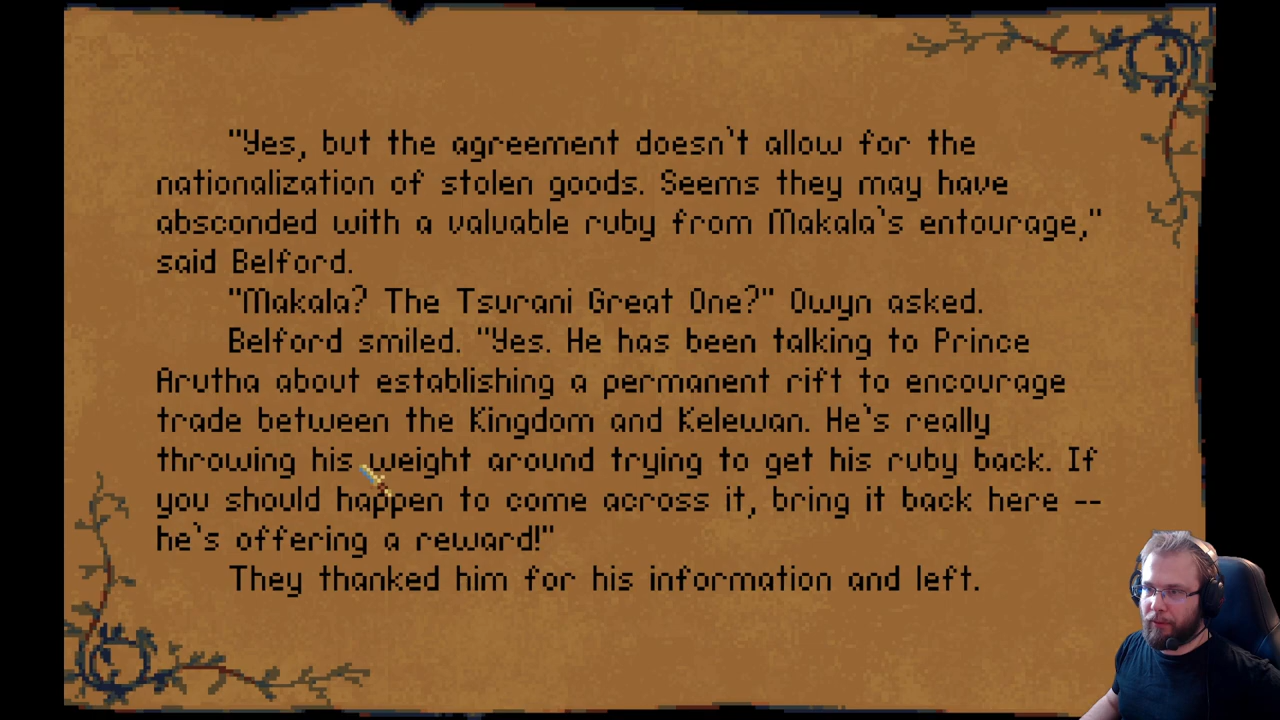 "Yes, but the agreement doesn't allow for the
nationalization of stolen goods. Seems they may have
absconded with a valuable ruby from Makala's entourage,"
said Belford.
"Makala? The Tsurani Great One?" Owyn asked.
Belford smiled. "Yes. He has been talking to Prince
Arutha about establishing a permanent rift to encourage
trade between the Kingdom and Kelewan. He's really
throwing his weight around trying to get his ruby back. If
you should happen to come across it, bring it back here --
he's offering a reward!"
They thanked him for his information and left.